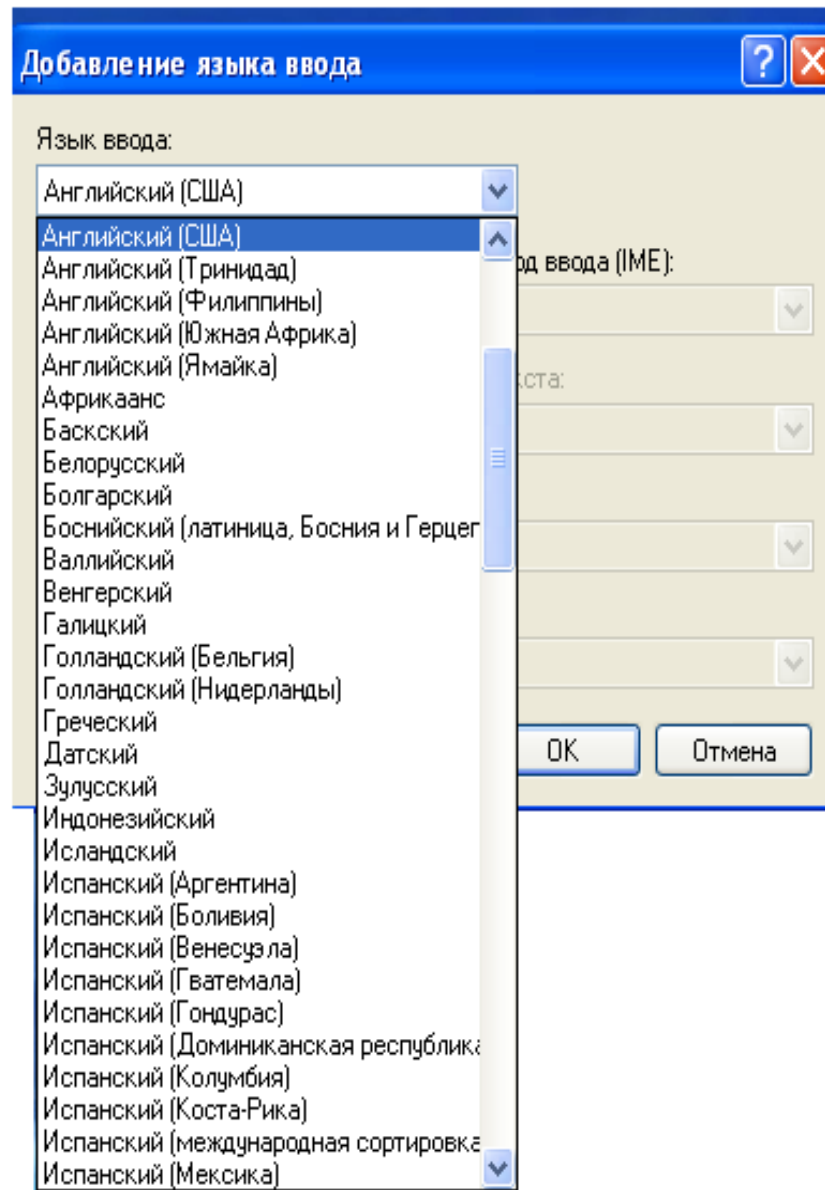 Добавление языка ввода
Язык ввода:
Английский (США)
Английский (США)
од ввода (IME):
Английский (Тринидад)
Английский (Филиппины)
Английский (Южная Африка)
Английский (Ямайка)
кста:
Африкаанс
Баскский
Белорусский
Болгарский
Боснийский (латиница, Босния и Герцег
Валлийский
Венгерский
Галицкий
Голландский (Бельгия)
Голландский (Нидерланды)
Греческий
Датский
OK
Отмена
Зулусский
Индонезийский
Исландский
Испанский (Аргентина)
Испанский (Боливия)
Испанский (Венесуэла)
Испанский (Гватемала)
Испанский (Гондурас)
Испанский (Доминиканская республика
Испанский (Колумбия)
Испанский (Коста-Рика)
Испанский (международная сортировка
Испанский (Мексика)